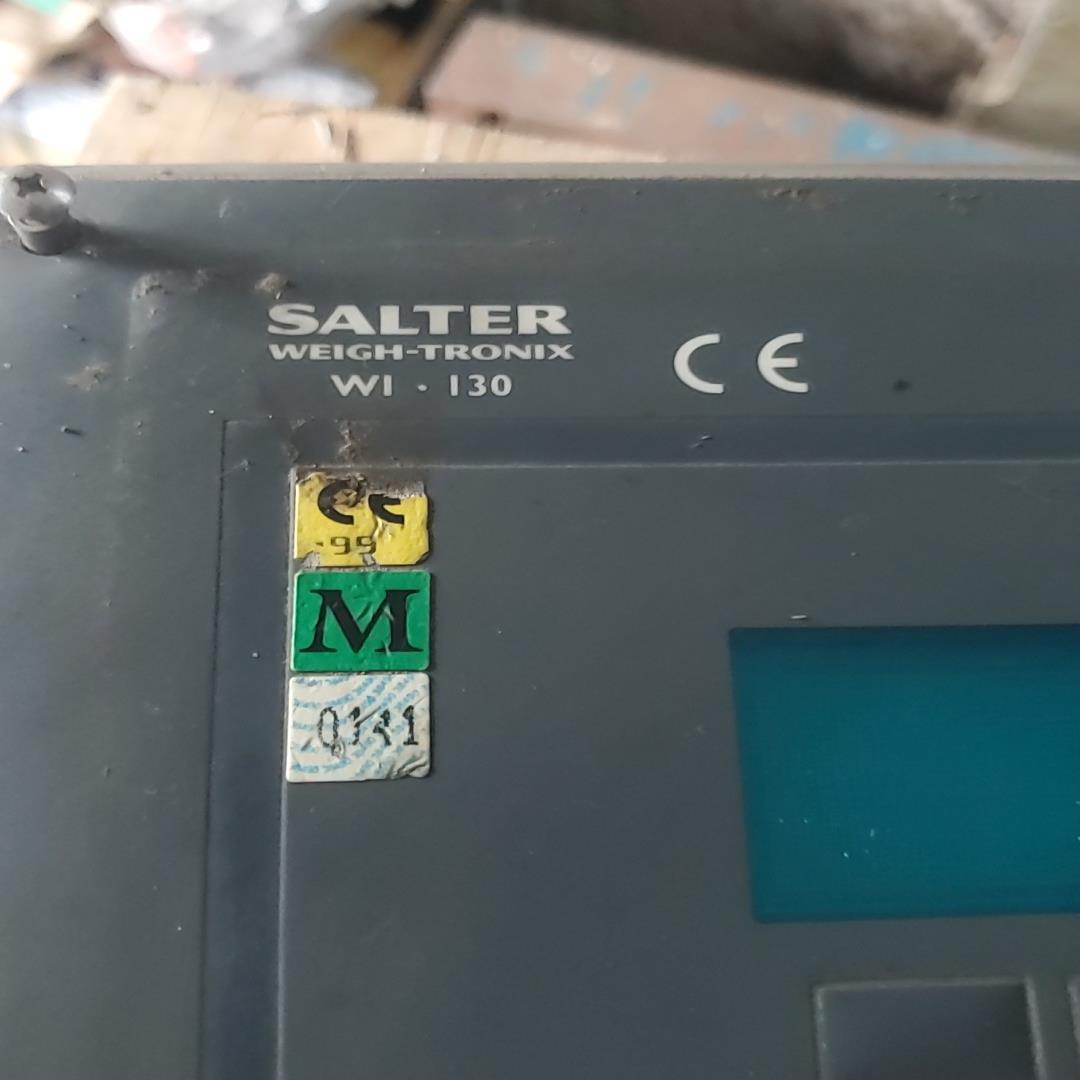 SALTER
WEIGH-TRONIX
WI · 130
CE
CE
99
M